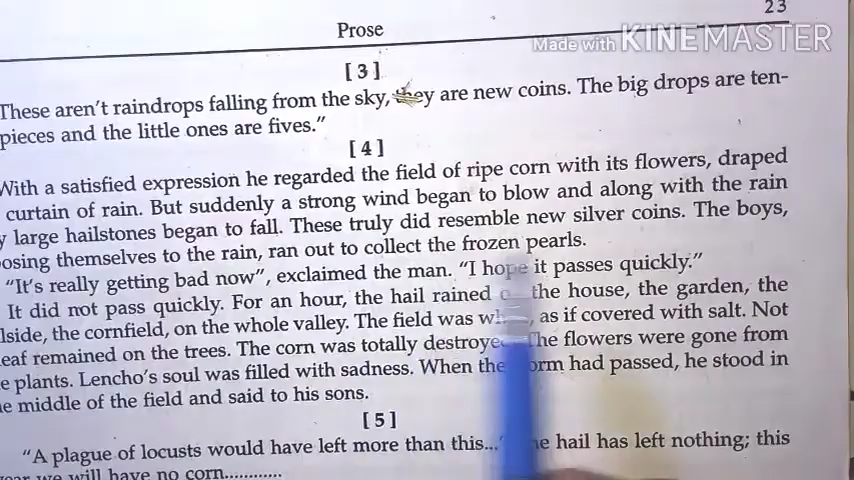 23
Prose
Made with KINEMASTER
[3]
These aren't raindrops falling from the sky, they are new coins. The big drops are ten-
pieces and the little ones are fives."
[4]
With a satisfied expression he regarded the field of ripe corn with its flowers, draped
curtain of rain. But suddenly a strong wind began to blow and along with the rain
large hailstones began to fall. These truly did resemble new silver coins. The boys,
osing themselves to the rain, ran out to collect the frozen pearls.
"It's really getting bad now", exclaimed the man. "I hope it passes quickly."
It did not pass quickly. For an hour, the hail rained the house, the garden, the
lside, the cornfield, on the whole valley. The field was as if covered with salt. Not
leaf remained on the trees. The corn was totally destroye The flowers were gone from
e plants. Lencho's soul was filled with sadness. When the orm had passed, he stood in
e middle of the field and said to his sons.
[5]
"A plague of locusts would have left more than this... e hail has left nothing; this
ear we will have no corn............